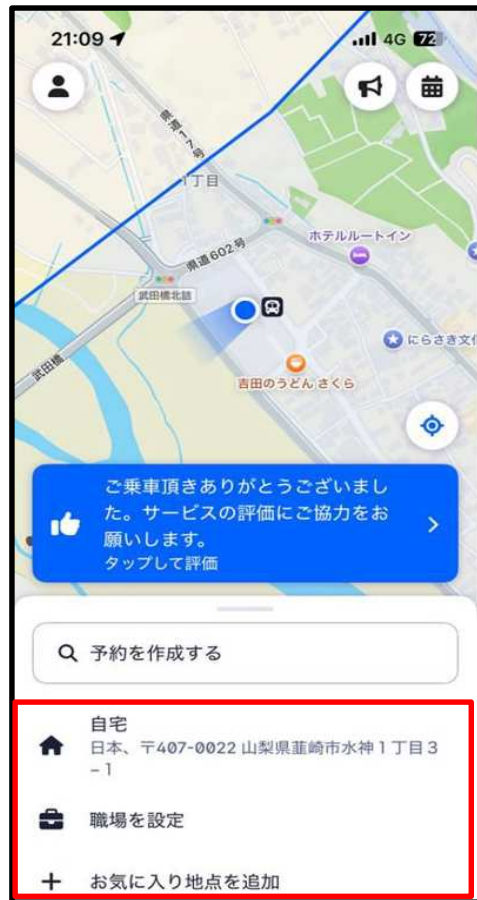 21:09
4G 72
県道17号
1丁目
ホテルルートイン
県道602号
武田橋北詰
にらさき文化
武田橋
吉田のうどん さくら
ご乗車頂きありがとうございまし
た。サービスの評価にご協力をお
願いします。
タップして評価
予約を作成する
自宅
日本、〒407-0022 山梨県韮崎市水神1丁目3
−1
職場を設定
お気に入り地点を追加